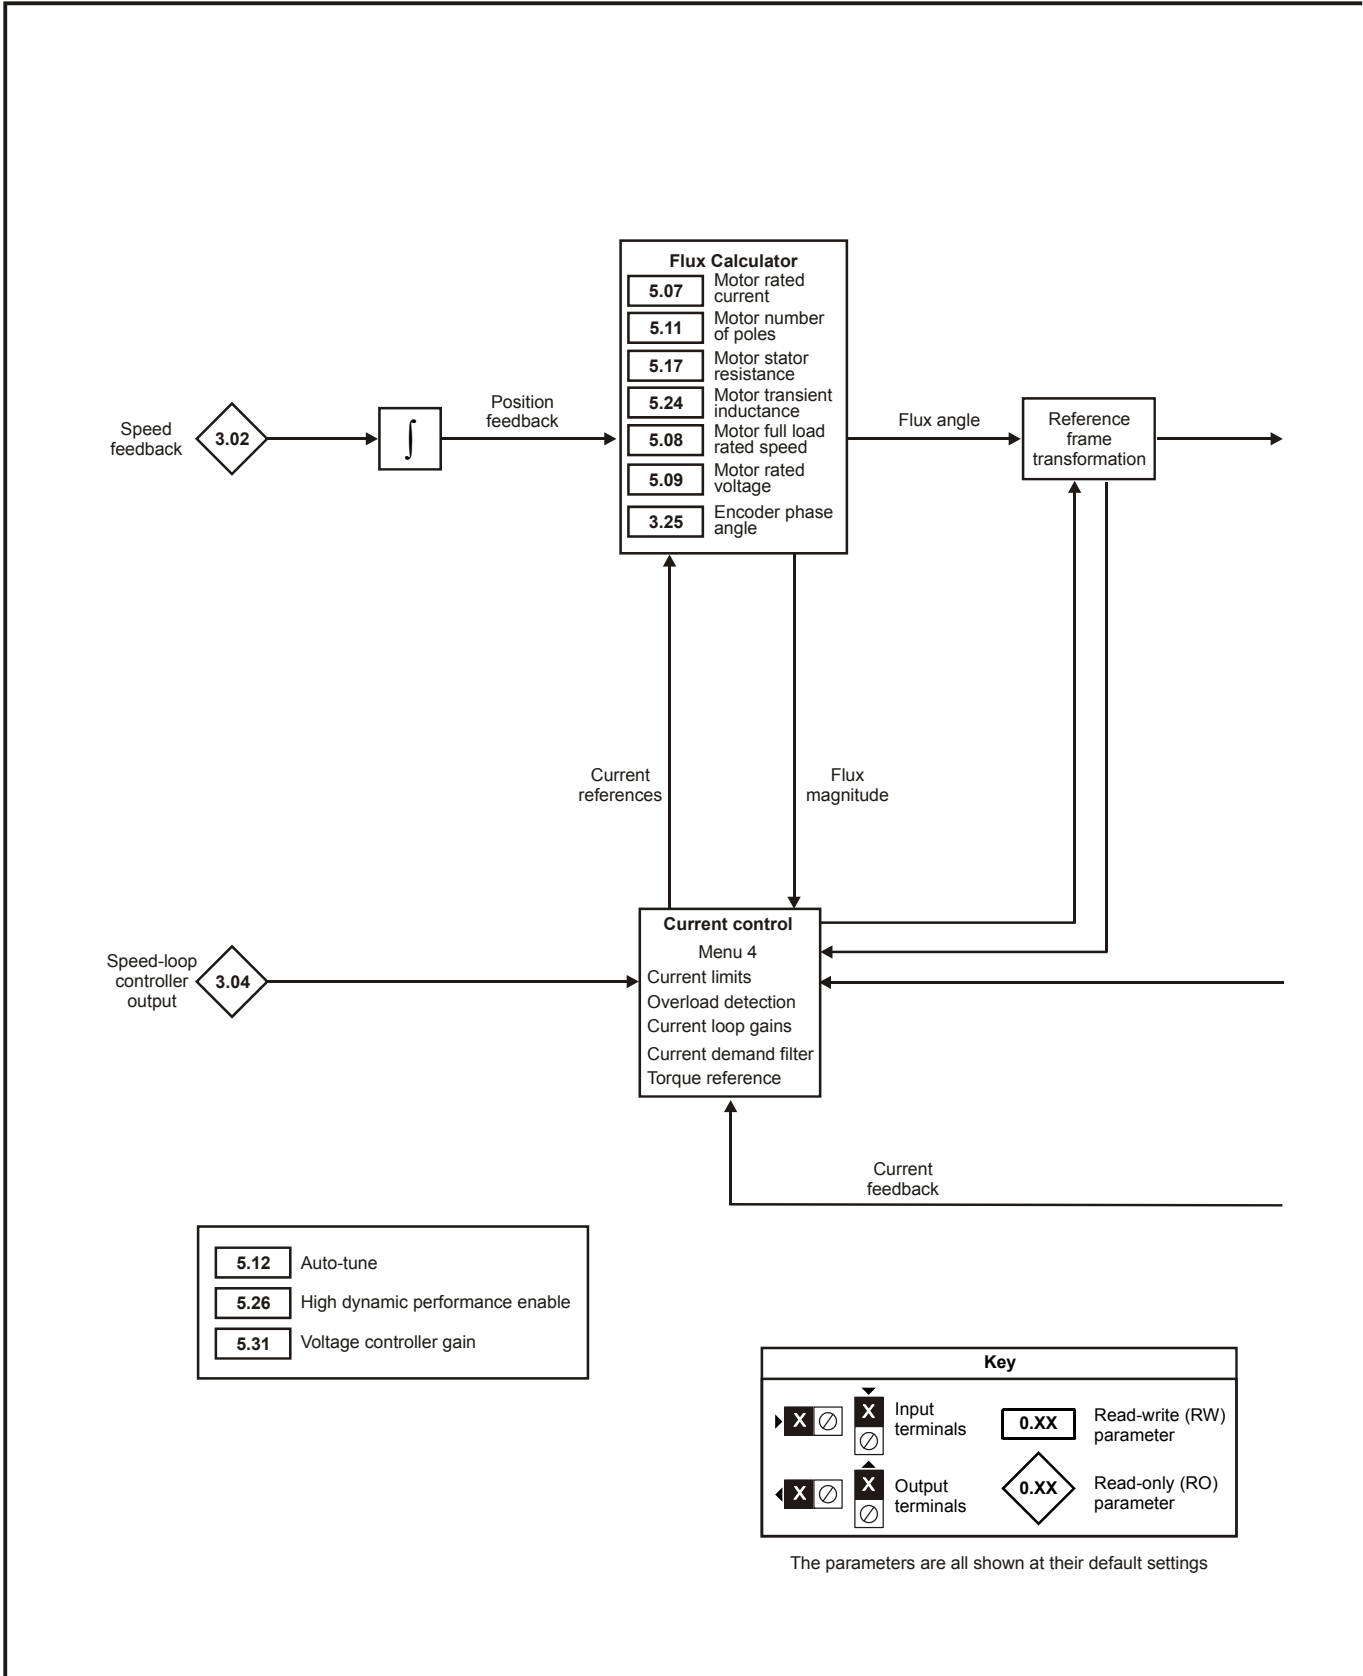 Flux Calculator
5.07
Motor rated
current
5.11
Motor number
of poles
5.17
Motor stator
resistance
5.24
Motor transient
inductance
5.08
Motor full load
rated speed
5.09
Motor rated
voltage
3.25
Encoder phase
angle
Speed
feedback
3.02
∫
Position
feedback
Flux angle
Reference
frame
transformation
Current
references
Flux
magnitude
Speed-loop
controller
output
3.04
Current control
Menu 4
Current limits
Overload detection
Current loop gains
Current demand filter
Torque reference
Current
feedback
5.12
Auto-tune
5.26
High dynamic performance enable
5.31
Voltage controller gain
Key
X
X
Input
terminals
0.XX
Read-write (RW)
parameter
X
X
Output
terminals
0.XX
Read-only (RO)
parameter
The parameters are all shown at their default settings